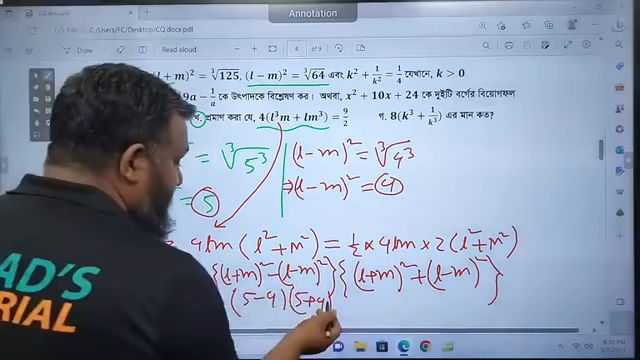 Annotation
CQ.docx.pdf
File C:/Users/FC/Desktop/CQ.docx.pdf
Draw Read aloud 4 of 9
l + m)² = ∛125, (l − m)² = ∛64 এবং k² + 1/k² = 1/4 যেখানে, k > 0
9a − 1/a কে উৎপাদকে বিশ্লেষণ কর। অথবা, x² + 10x + 24 কে দুইটি বর্গের বিয়োগফল
খ. প্রমাণ করা যে, 4(l³m + lm³) = 9/2 গ. 8(k³ + 1/k³) এর মান কত?
= ∛5³ (l−m)² = ∛4³
= 5 ⇒(l−m)² = 4
4lm(l²+m²) = 1/2 × 4lm × 2(l²+m²)
{(l+m)²−(l−m)²}{(l+m)²+(l−m)²}
(5−4)(5+4)
AD'S
RIAL